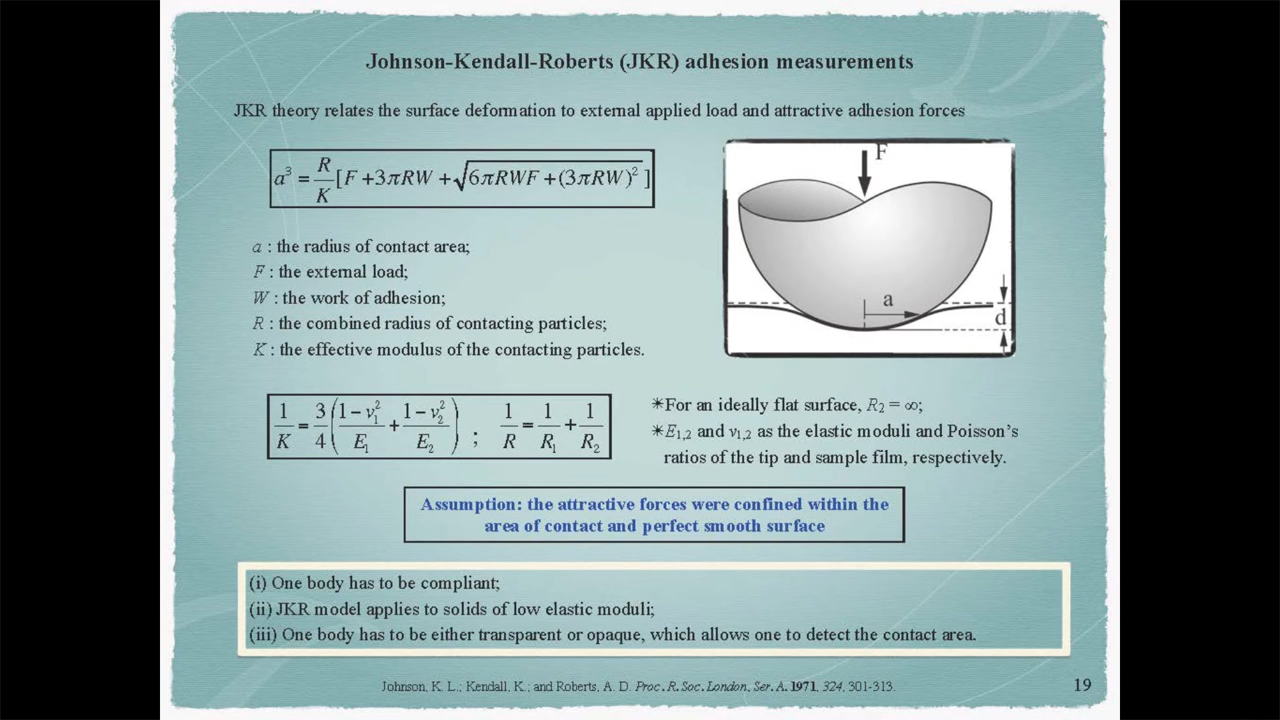 Johnson-Kendall-Roberts (JKR) adhesion measurements
JKR theory relates the surface deformation to external applied load and attractive adhesion forces
a³ = R/K [F + 3πRW + √(6πRWF + (3πRW)²) ]
F
a
d
a : the radius of contact area;
F : the external load;
W : the work of adhesion;
R : the combined radius of contacting particles;
K : the effective modulus of the contacting particles.
1/K = 3/4 ( (1 − ν₁²)/E₁ + (1 − ν₂²)/E₂ ) ; 1/R = 1/R₁ + 1/R₂
✴For an ideally flat surface, R₂ = ∞;
✴E₁,₂ and ν₁,₂ as the elastic moduli and Poisson's
ratios of the tip and sample film, respectively.
Assumption: the attractive forces were confined within the
area of contact and perfect smooth surface
(i) One body has to be compliant;
(ii) JKR model applies to solids of low elastic moduli;
(iii) One body has to be either transparent or opaque, which allows one to detect the contact area.
Johnson, K. L.; Kendall, K.; and Roberts, A. D. Proc. R. Soc. London, Ser. A. 1971, 324, 301-313.
19